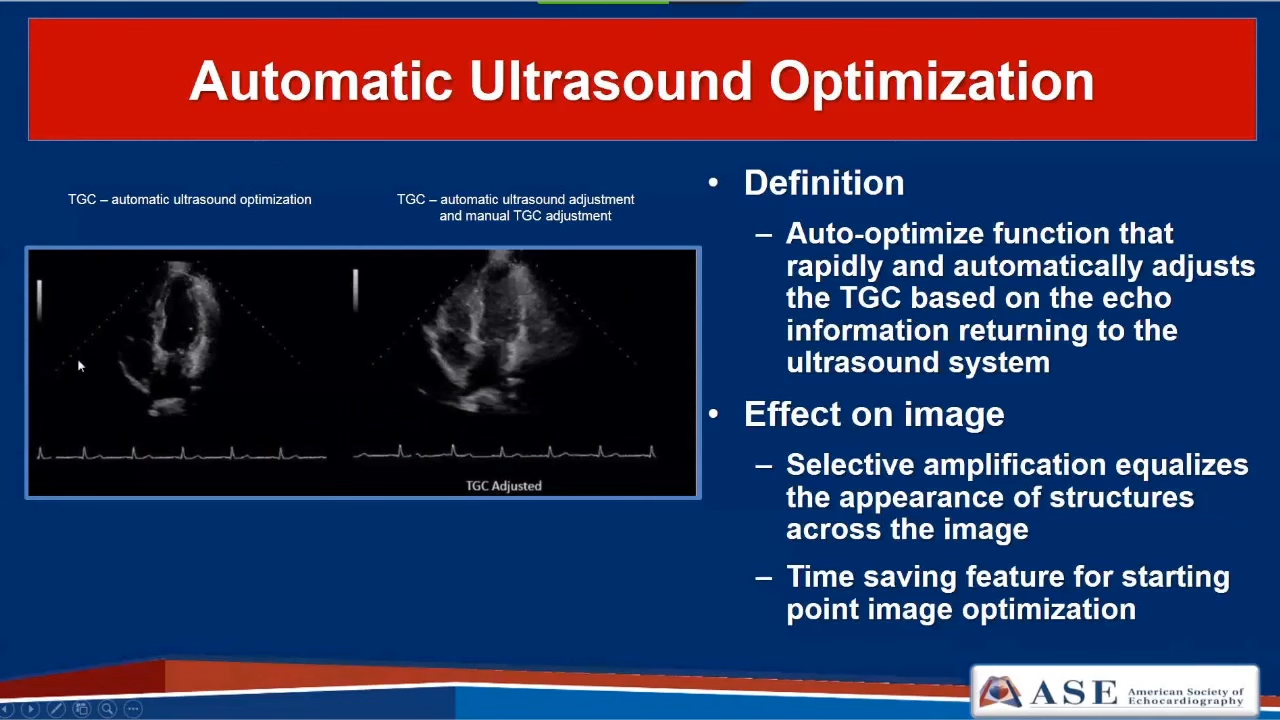 Automatic Ultrasound Optimization
TGC – automatic ultrasound optimization
TGC – automatic ultrasound adjustment
and manual TGC adjustment
TGC Adjusted
• Definition
– Auto-optimize function that
rapidly and automatically adjusts
the TGC based on the echo
information returning to the
ultrasound system
• Effect on image
– Selective amplification equalizes
the appearance of structures
across the image
– Time saving feature for starting
point image optimization
ASE American Society of
Echocardiography